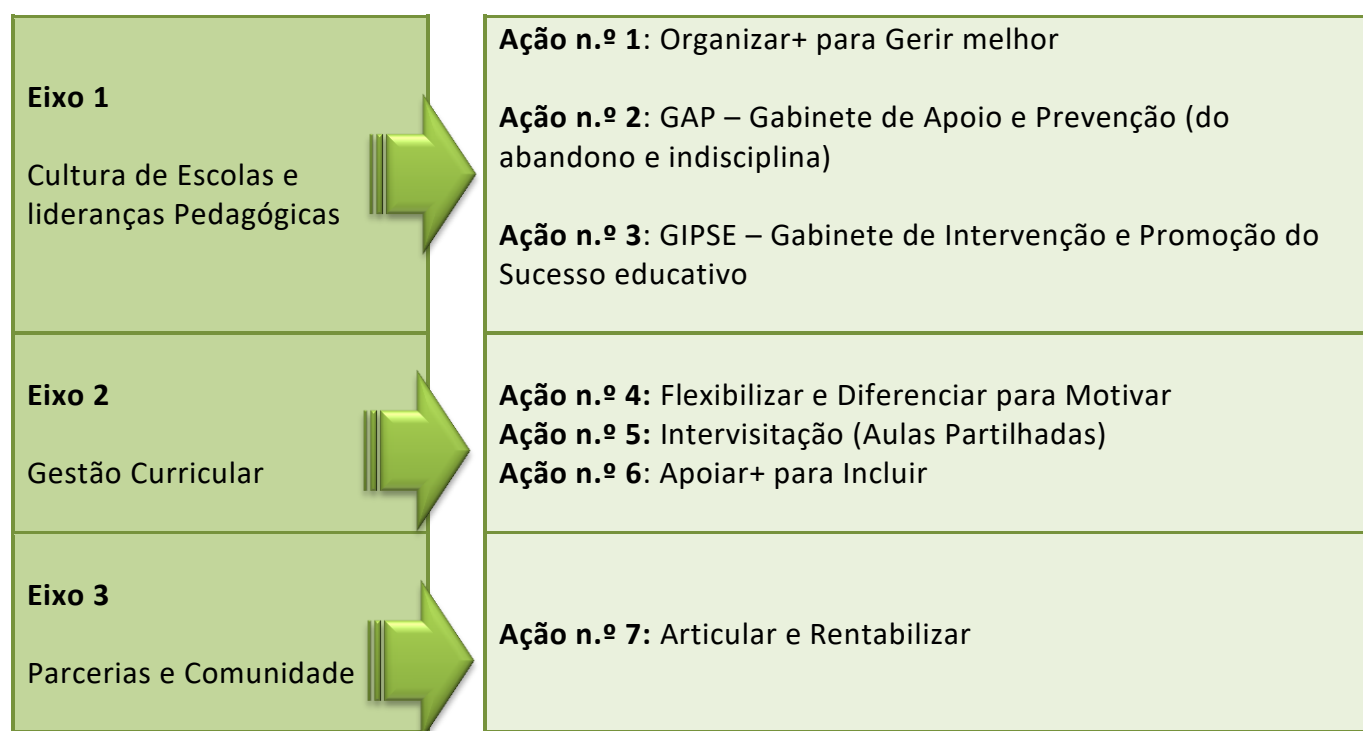 Eixo 1
Cultura de Escolas e
lideranças Pedagógicas
Ação n.º 1: Organizar+ para Gerir melhor
Ação n.º 2: GAP – Gabinete de Apoio e Prevenção (do
abandono e indisciplina)
Ação n.º 3: GIPSE – Gabinete de Intervenção e Promoção do
Sucesso educativo
Eixo 2
Gestão Curricular
Ação n.º 4: Flexibilizar e Diferenciar para Motivar
Ação n.º 5: Intervisitação (Aulas Partilhadas)
Ação n.º 6: Apoiar+ para Incluir
Eixo 3
Parcerias e Comunidade
Ação n.º 7: Articular e Rentabilizar